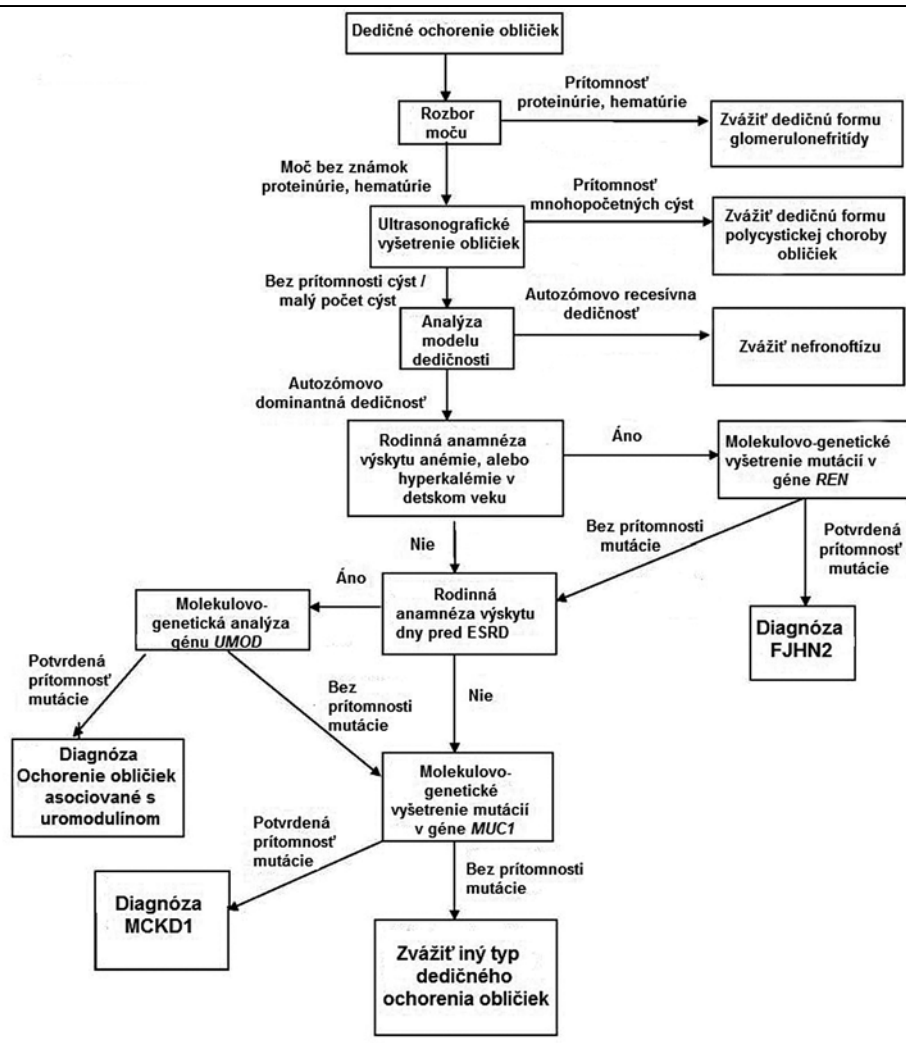 Dedičné ochorenie obličiek
Prítomnosť
proteinúrie, hematúrie
Rozbor
moču
Zvážiť dedičnú formu
glomerulonefritídy
Moč bez známok
proteinúrie, hematúrie
Prítomnosť
mnohopočetných cýst
Ultrasonografické
vyšetrenie obličiek
Zvážiť dedičnú formu
polycystickej choroby
obličiek
Bez prítomnosti cýst /
malý počet cýst
Autozómovo recesívna
dedičnosť
Analýza
modelu
dedičnosti
Zvážiť nefronoftízu
Autozómovo
dominantná dedičnosť
Rodinná anamnéza
výskytu anémie, alebo
hyperkalémie v
detskom veku
Áno
Molekulovo-genetické
vyšetrenie mutácií v
géne REN
Nie
Bez prítomnosti
mutácie
Potvrdená
prítomnosť
mutácie
Áno
Rodinná
anamnéza výskytu
dny pred ESRD
Molekulovo-
genetická analýza
génu UMOD
Diagnóza
FJHN2
Potvrdená
prítomnosť
mutácie
Bez
prítomnosti
mutácie
Nie
Diagnóza
Ochorenie obličiek
asociované s
uromodulínom
Molekulovo-
genetické
vyšetrenie mutácií
v géne MUC1
Potvrdená
prítomnosť
mutácie
Bez prítomnosti
mutácie
Diagnóza
MCKD1
Zvážiť iný typ
dedičného
ochorenia obličiek